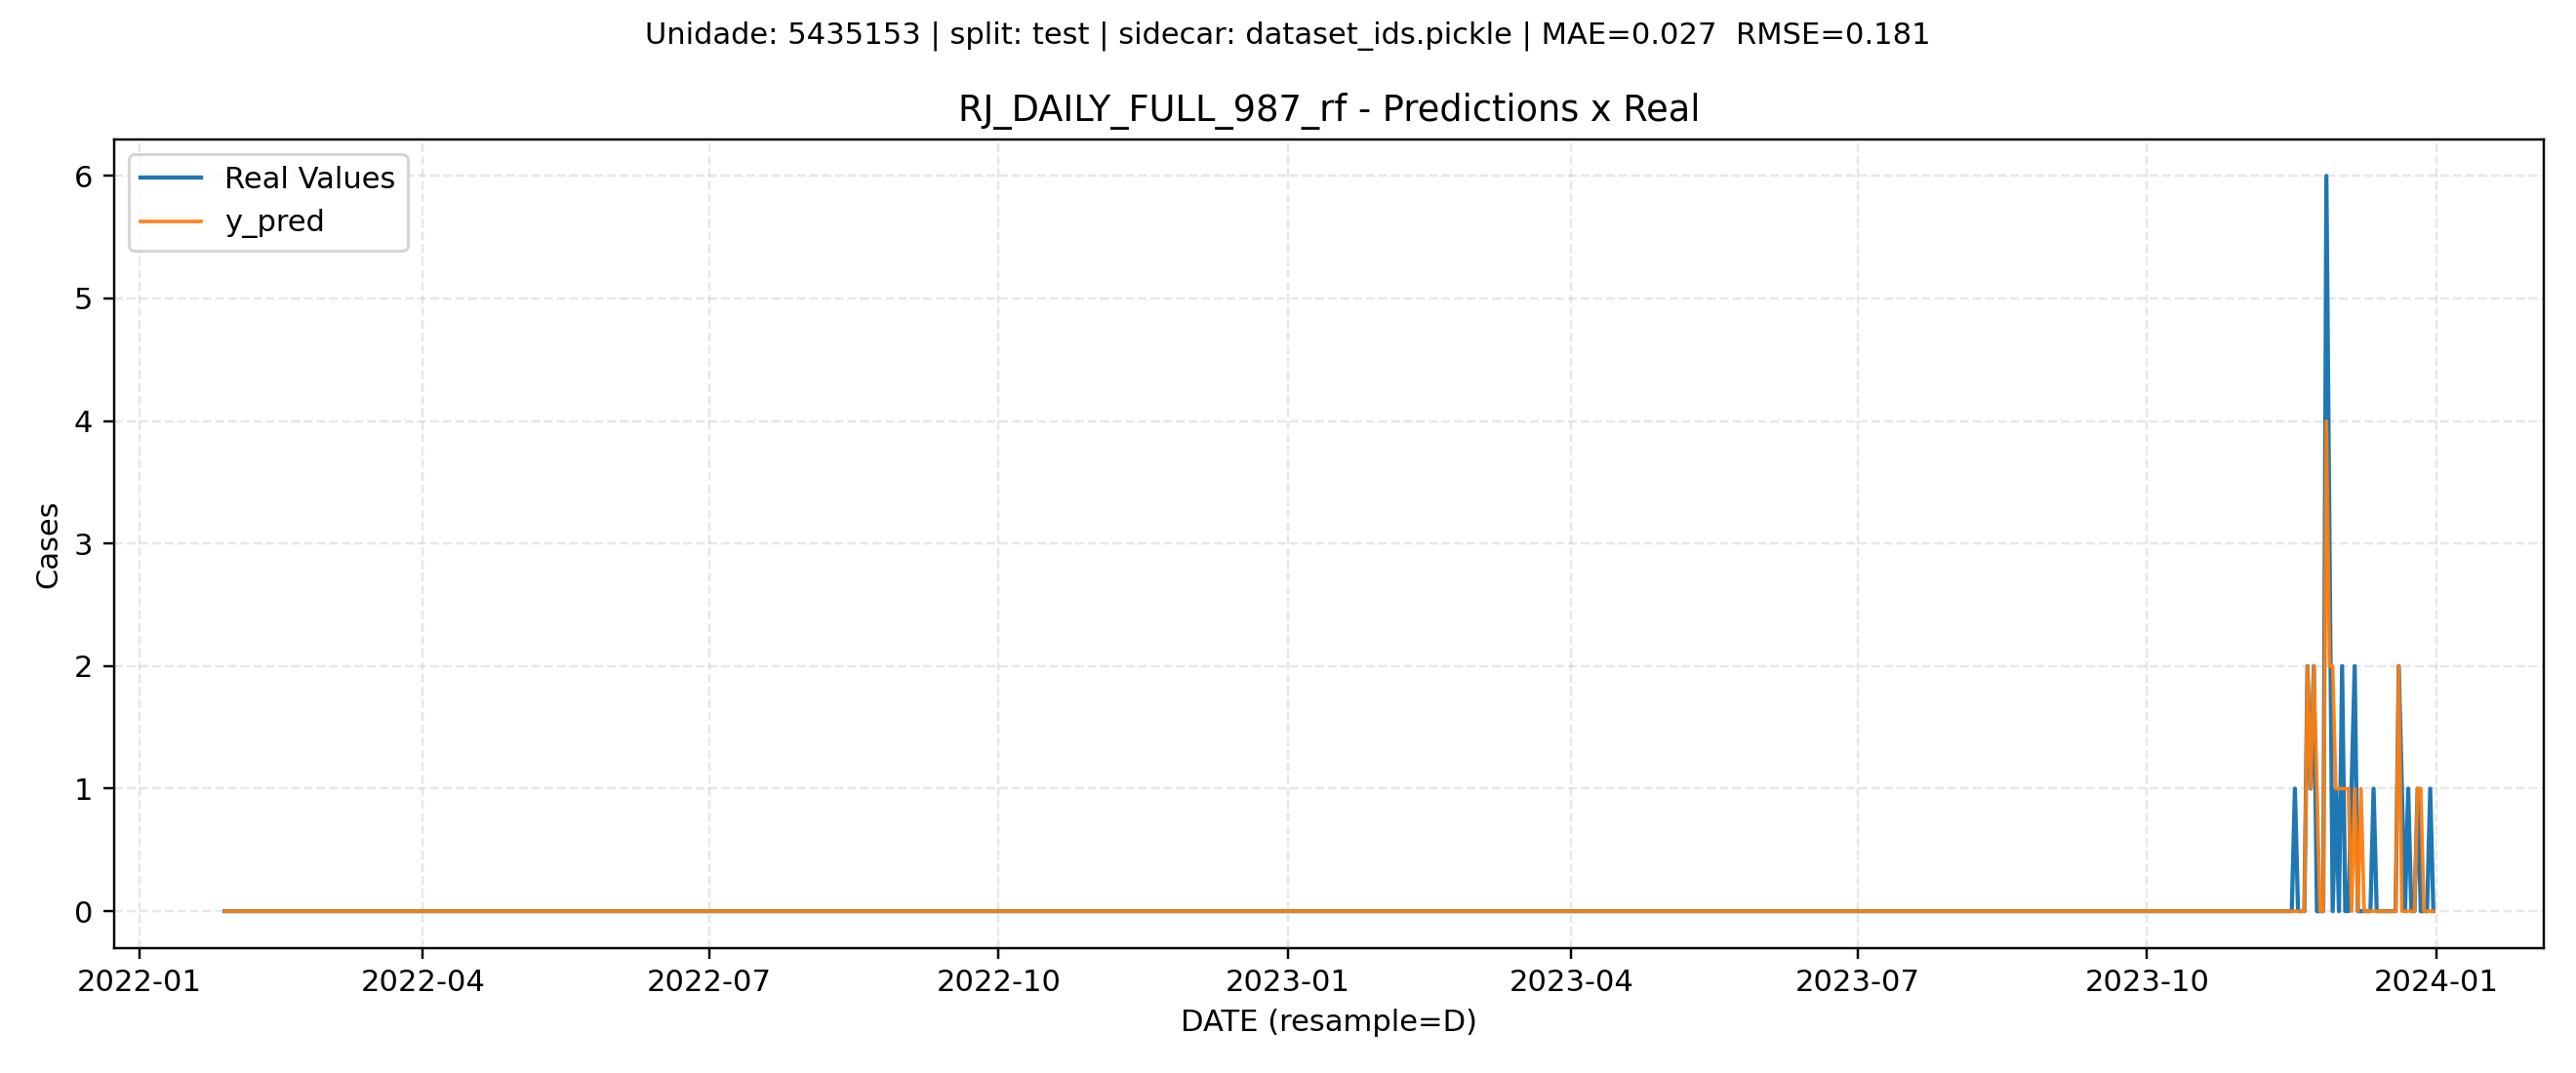 Unidade: 5435153 | split: test | sidecar: dataset_ids.pickle | MAE=0.027  RMSE=0.181
RJ_DAILY_FULL_987_rf - Predictions x Real
Real Values
y_pred
6
5
4
3
2
1
0
Cases
2022-01 2022-04 2022-07 2022-10 2023-01 2023-04 2023-07 2023-10 2024-01
DATE (resample=D)